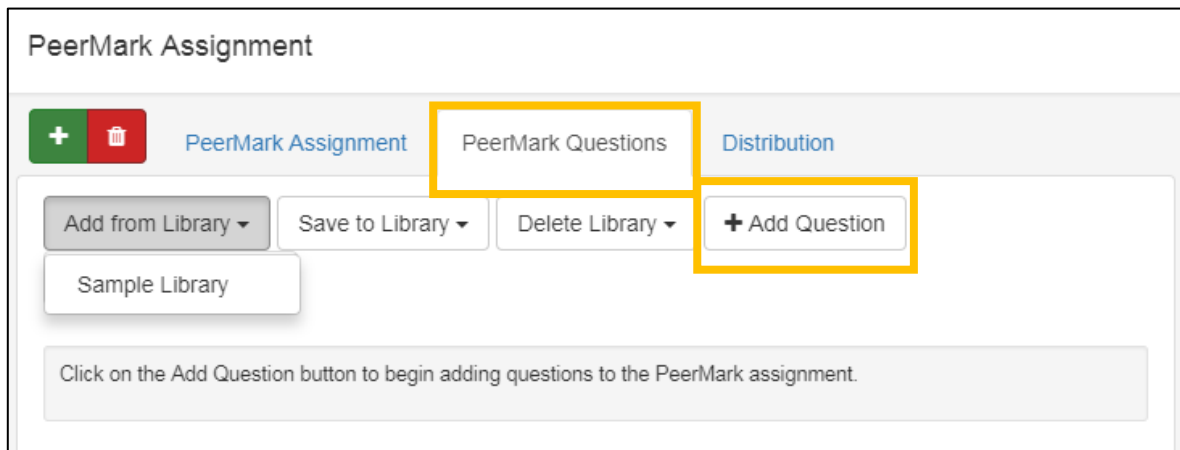 PeerMark Assignment
PeerMark Assignment PeerMark Questions Distribution
Add from Library Save to Library Delete Library + Add Question
Sample Library
Click on the Add Question button to begin adding questions to the PeerMark assignment.